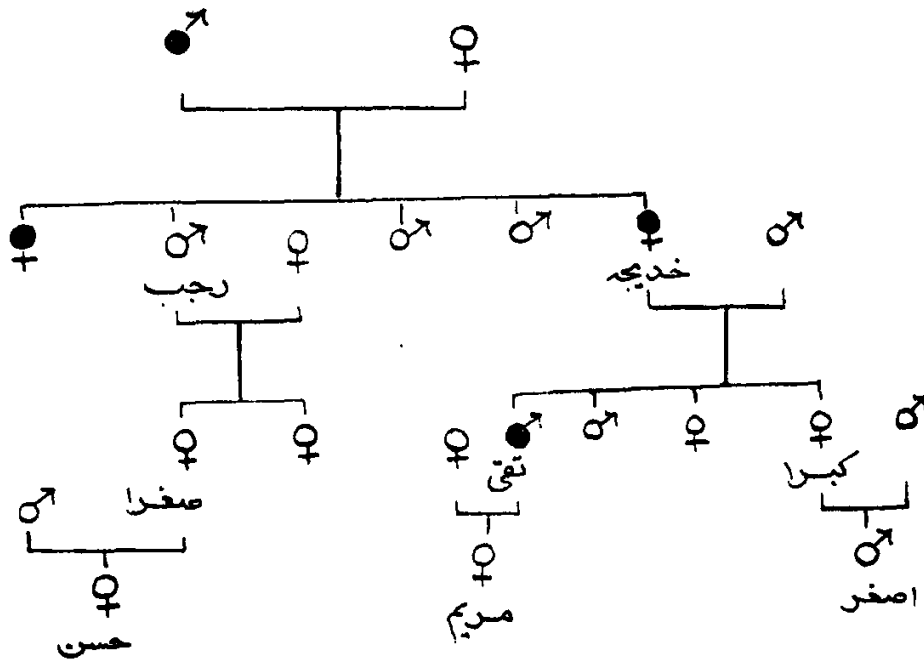 خدیجه
رجب
کبرا
تقی
صغرا
اصغر
مریم
حسن